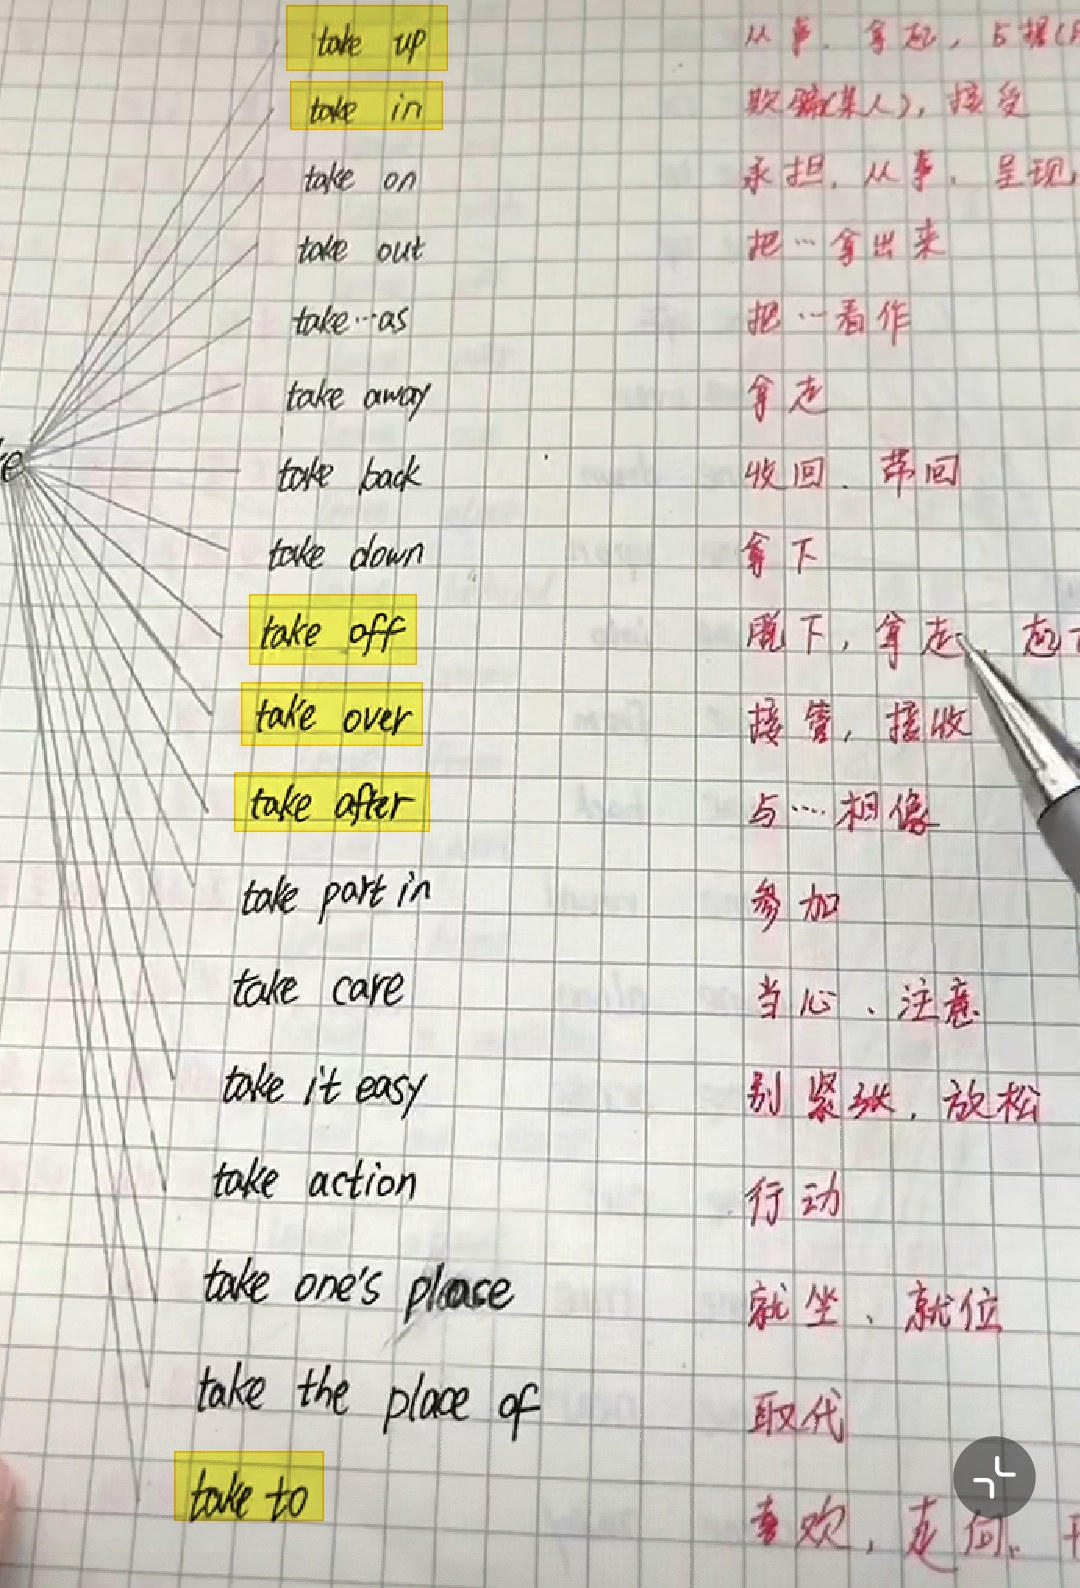 take up 从事, 拿起, 占据(
take in 欺骗(某人), 接受
take on 承担, 从事, 呈现,
take out 把…拿出来
take…as 把…看作
take away 拿走
take back 收回、带回
take down 拿下
take off 脱下, 拿走, 起
take over 接管, 接收
take after 与…相像
take part in 参加
take care 当心、注意
take it easy 别紧张, 放松
take action 行动
take one's place 就坐、就位
take the place of 取代
take to 喜欢, 走向,